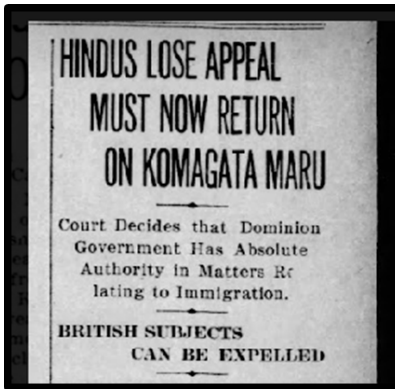 HINDUS LOSE APPEAL
MUST NOW RETURN
ON KOMAGATA MARU
Court Decides that Dominion
Government Has Absolute
Authority in Matters Re
lating to Immigration.
BRITISH SUBJECTS
CAN BE EXPELLED